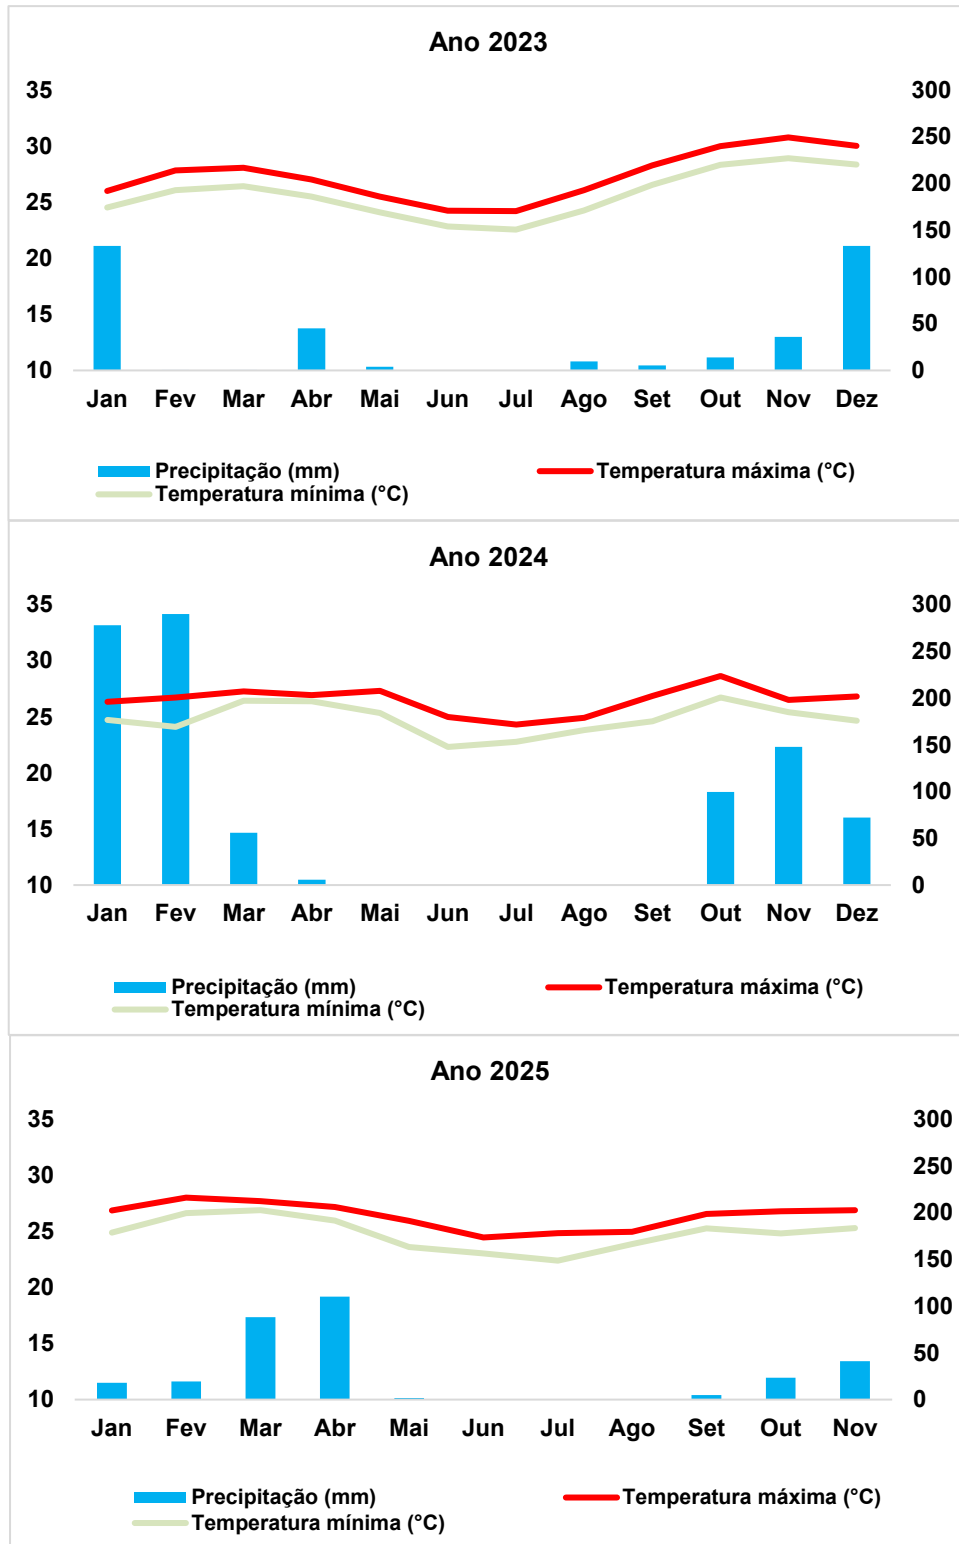 Ano 2023
35 300
30 250
25 200
150
20 100
15 50
10 0
Jan Fev Mar Abr Mai Jun Jul Ago Set Out Nov Dez
Precipitação (mm) Temperatura máxima (°C)
Temperatura mínima (°C)
Ano 2024
35 300
30 250
25 200
150
20 100
15 50
10 0
Jan Fev Mar Abr Mai Jun Jul Ago Set Out Nov Dez
Precipitação (mm) Temperatura máxima (°C)
Temperatura mínima (°C)
Ano 2025
35 300
30 250
25 200
150
20 100
15 50
10 0
Jan Fev Mar Abr Mai Jun Jul Ago Set Out Nov
Precipitação (mm) Temperatura máxima (°C)
Temperatura mínima (°C)